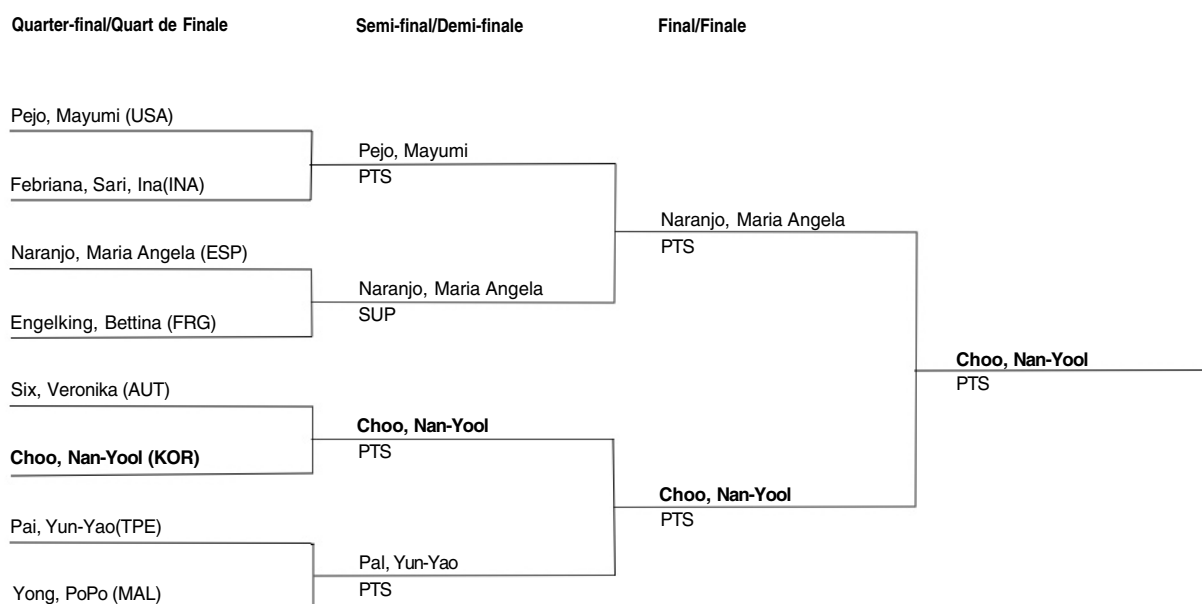 Quarter-final/Quart de Finale
Semi-final/Demi-finale
Final/Finale
Pejo, Mayumi (USA)
Febriana, Sari, Ina(INA)
Naranjo, Maria Angela (ESP)
Engelking, Bettina (FRG)
Six, Veronika (AUT)
Choo, Nan-Yool (KOR)
Pai, Yun-Yao(TPE)
Yong, PoPo (MAL)
Pejo, Mayumi
PTS
Naranjo, Maria Angela
SUP
Choo, Nan-Yool
PTS
Pal, Yun-Yao
PTS
Naranjo, Maria Angela
PTS
Choo, Nan-Yool
PTS
Choo, Nan-Yool
PTS